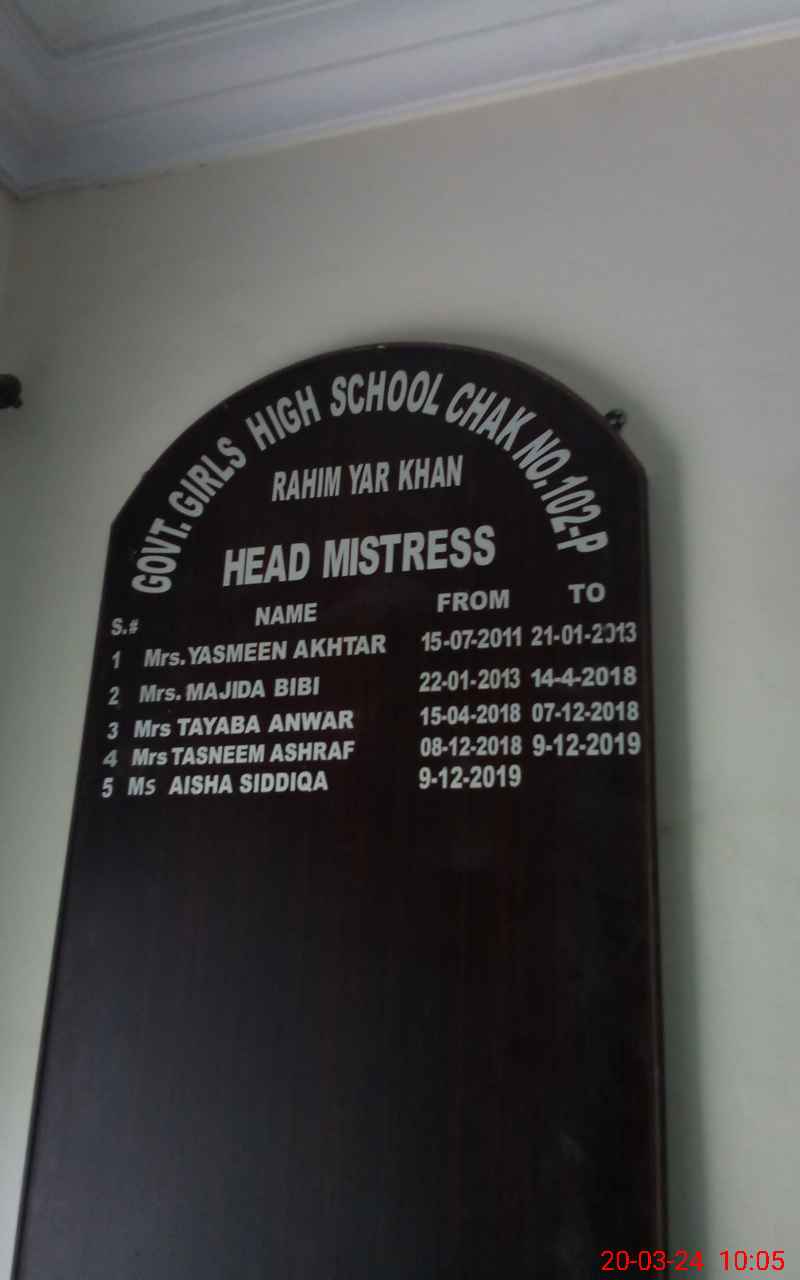 GOVT. GIRLS HIGH SCHOOL CHAK NO.102-P
RAHIM YAR KHAN
HEAD MISTRESS
S.# NAME FROM TO
1 Mrs. YASMEEN AKHTAR 15-07-2011 21-01-2013
2 Mrs. MAJIDA BIBI 22-01-2013 14-4-2018
3 Mrs TAYABA ANWAR 15-04-2018 07-12-2018
4 Mrs TASNEEM ASHRAF 08-12-2018 9-12-2019
5 Ms AISHA SIDDIQA 9-12-2019
20-03-24 10:05